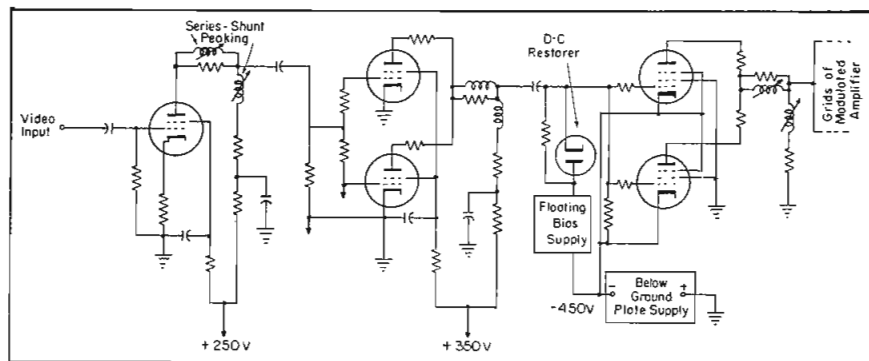 Series-Shunt
Peaking
Video
Input
+250V
+350V
D-C
Restorer
Floating
Bias
Supply
-450V
- +
Below
Ground
Plate Supply
Grids of
Modulated
Amplifier